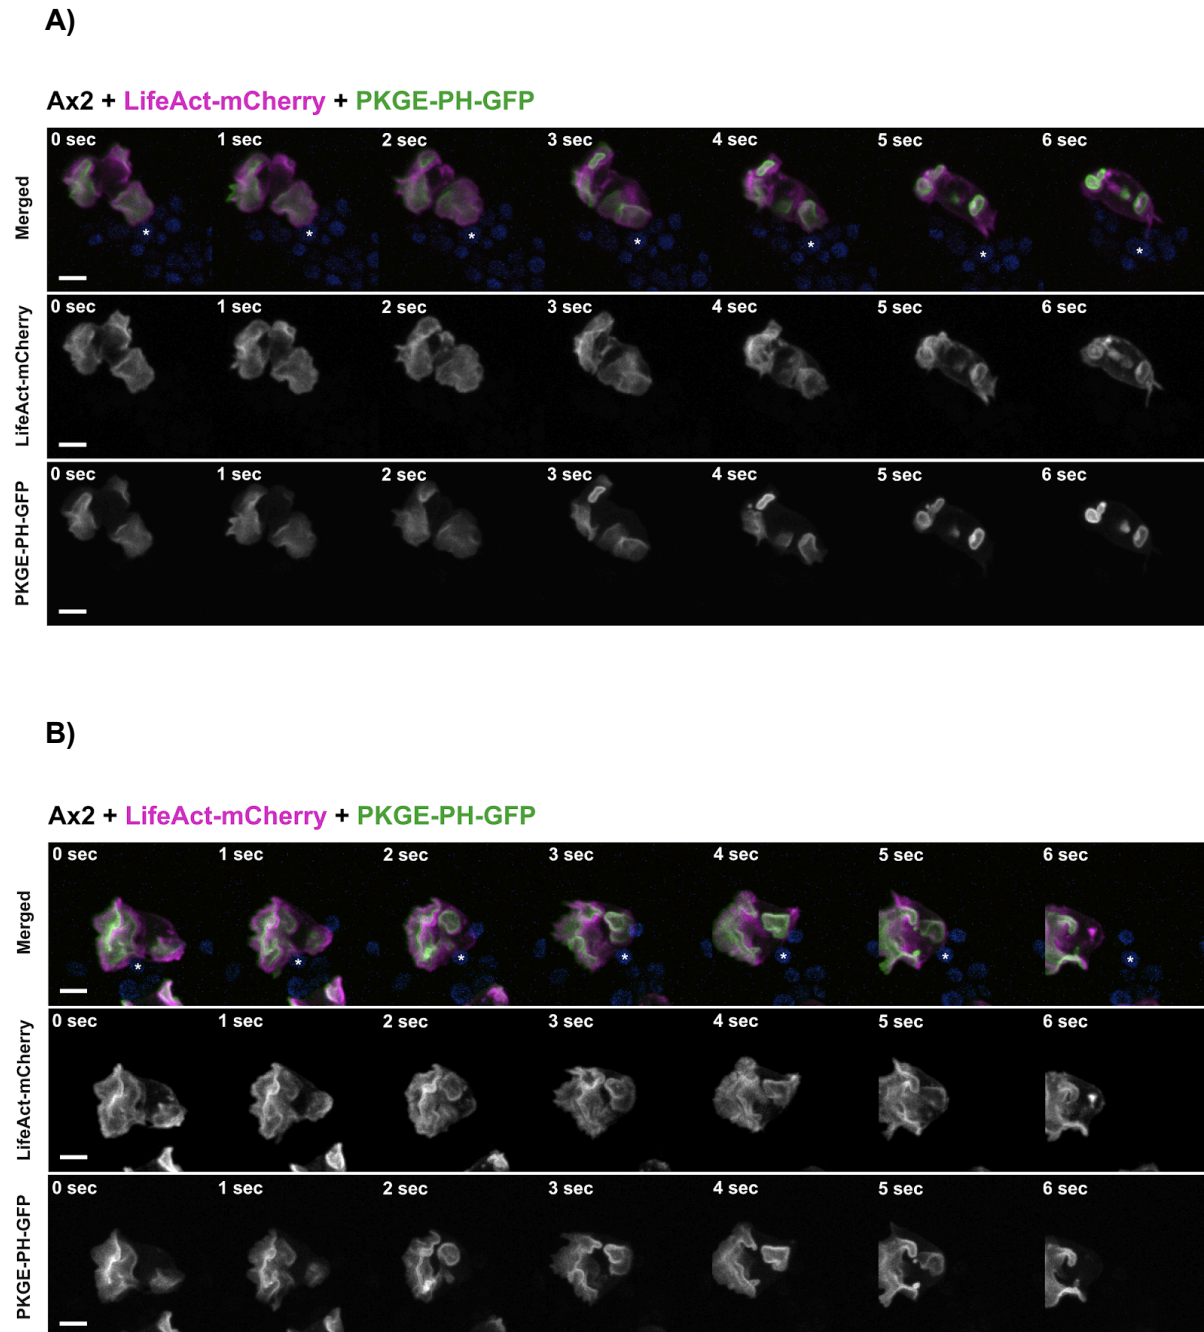 A)
Ax2 + LifeAct-mCherry + PKGE-PH-GFP
Merged
0 sec 1 sec 2 sec 3 sec 4 sec 5 sec 6 sec
* * * * * * *
LifeAct-mCherry
0 sec 1 sec 2 sec 3 sec 4 sec 5 sec 6 sec
PKGE-PH-GFP
0 sec 1 sec 2 sec 3 sec 4 sec 5 sec 6 sec
B)
Ax2 + LifeAct-mCherry + PKGE-PH-GFP
Merged
0 sec 1 sec 2 sec 3 sec 4 sec 5 sec 6 sec
* * * * * * *
LifeAct-mCherry
0 sec 1 sec 2 sec 3 sec 4 sec 5 sec 6 sec
PKGE-PH-GFP
0 sec 1 sec 2 sec 3 sec 4 sec 5 sec 6 sec